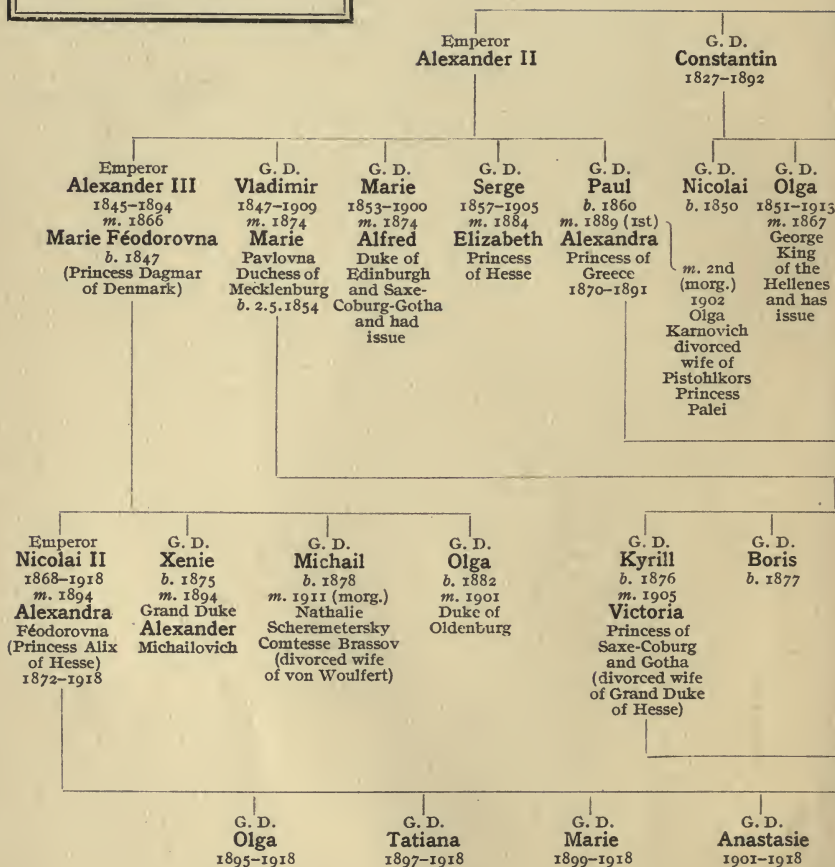 Emperor
Alexander II
G. D.
Constantin
1827–1892
Emperor
Alexander III
1845–1894
m. 1866
Marie Féodorovna
b. 1847
(Princess Dagmar
of Denmark)
G. D.
Vladimir
1847–1909
m. 1874
Marie
Pavlovna
Duchess of
Mecklenburg
b. 2.5.1854
G. D.
Marie
1853–1900
m. 1874
Alfred
Duke of
Edinburgh
and Saxe-
Coburg-Gotha
and had
issue
G. D.
Serge
1857–1905
m. 1884
Elizabeth
Princess
of Hesse
G. D.
Paul
b. 1860
m. 1889 (1st)
Alexandra
Princess of
Greece
1870–1891
m. 2nd
(morg.)
1902
Olga
Karnovich
divorced
wife of
Pistohlkors
Princess
Palei
G. D.
Nicolai
b. 1850
G. D.
Olga
1851–1913
m. 1867
George
King
of the
Hellenes
and has
issue
Emperor
Nicolai II
1868–1918
m. 1894
Alexandra
Féodorovna
(Princess Alix
of Hesse)
1872–1918
G. D.
Xenie
b. 1875
m. 1894
Grand Duke
Alexander
Michailovich
G. D.
Michail
b. 1878
m. 1911 (morg.)
Nathalie
Scheremetersky
Comtesse Brassov
(divorced wife
of von Woulfert)
G. D.
Olga
b. 1882
m. 1901
Duke of
Oldenburg
G. D.
Kyrill
b. 1876
m. 1905
Victoria
Princess of
Saxe-Coburg
and Gotha
(divorced wife
of Grand Duke
of Hesse)
G. D.
Boris
b. 1877
G. D.
Olga
1895–1918
G. D.
Tatiana
1897–1918
G. D.
Marie
1899–1918
G. D.
Anastasie
1901–1918